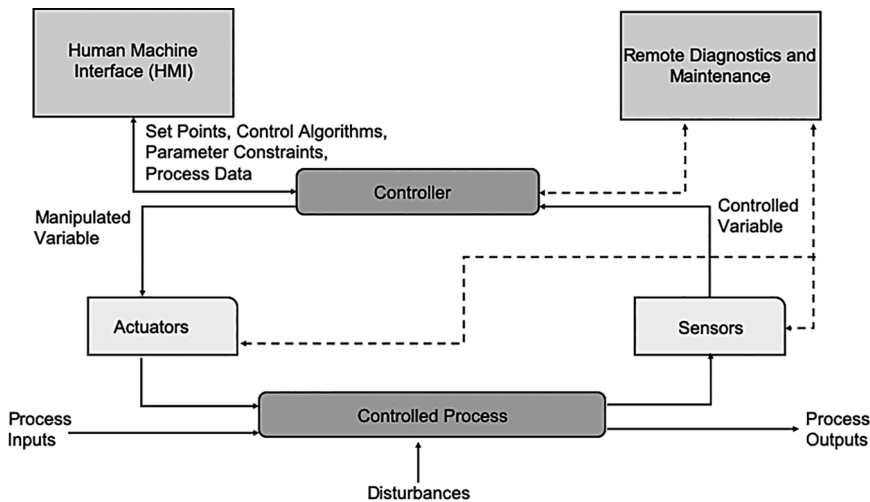 Human Machine
Interface (HMI)
Remote Diagnostics and
Maintenance
Set Points, Control Algorithms,
Parameter Constraints,
Process Data
Controller
Manipulated
Variable
Controlled
Variable
Actuators
Sensors
Controlled Process
Process
Inputs
Process
Outputs
Disturbances